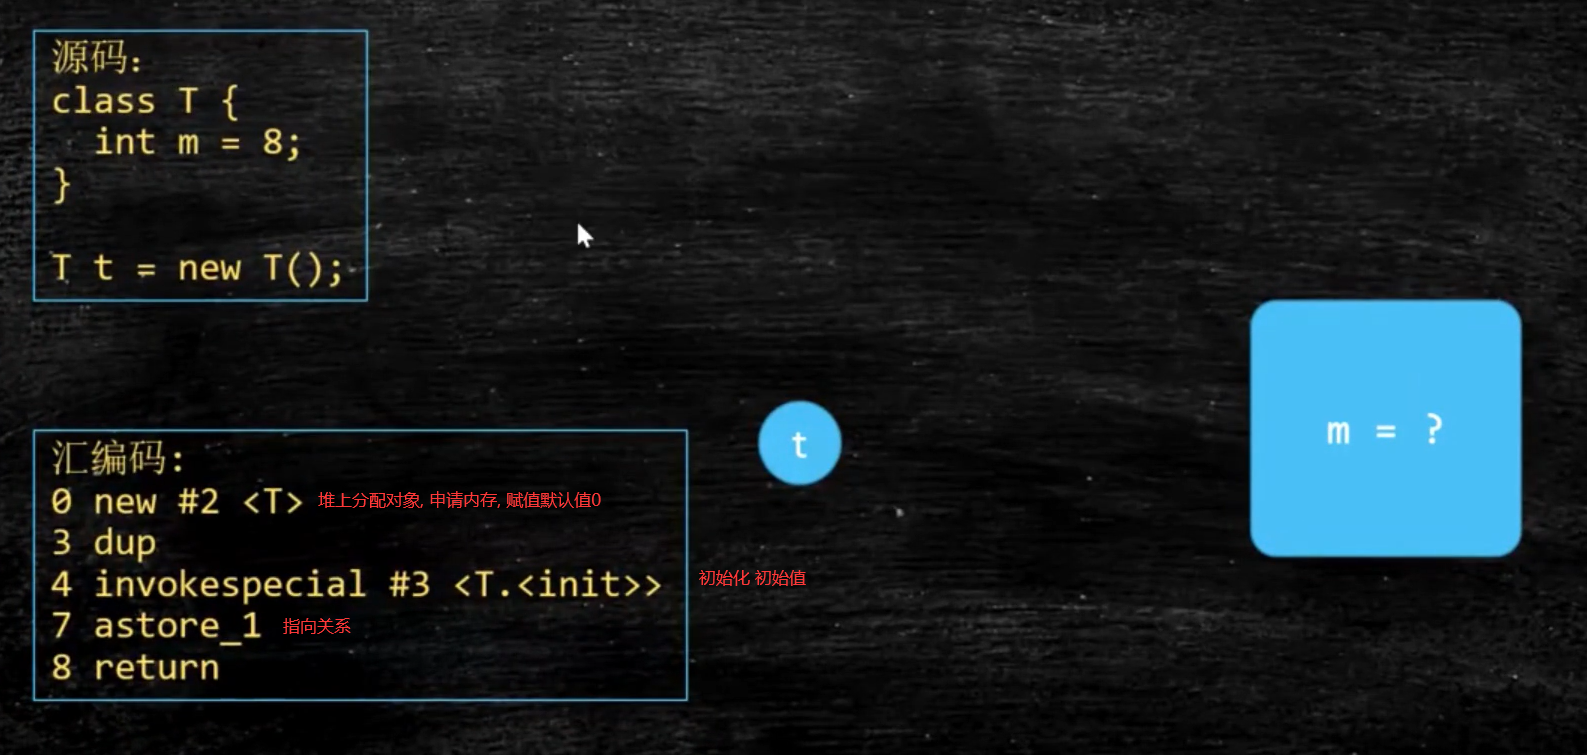 源码:
class T {
  int m = 8;
}
T t = new T();
汇编码:
0 new #2 <T> 堆上分配对象, 申请内存, 赋值默认值0
3 dup
4 invokespecial #3 <T.<init>> 初始化 初始值
7 astore_1 指向关系
8 return
t
m = ?